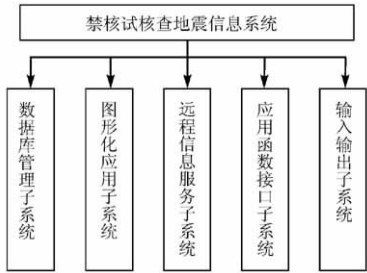 禁核试核查地震信息系统
数据库管理子系统
图形化应用子系统
远程信息服务子系统
应用函数接口子系统
输入输出子系统